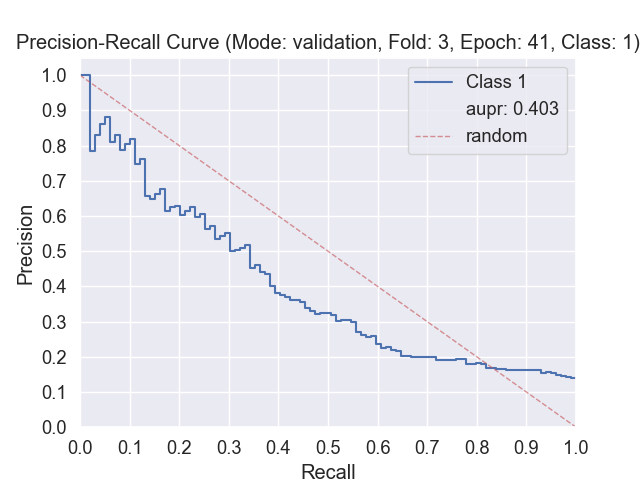 Precision-Recall Curve (Mode: validation, Fold: 3, Epoch: 41, Class: 1)
Class 1
aupr: 0.403
random
Precision
1.0
0.9
0.8
0.7
0.6
0.5
0.4
0.3
0.2
0.1
0.0
0.0 0.1 0.2 0.3 0.4 0.5 0.6 0.7 0.8 0.9 1.0
Recall